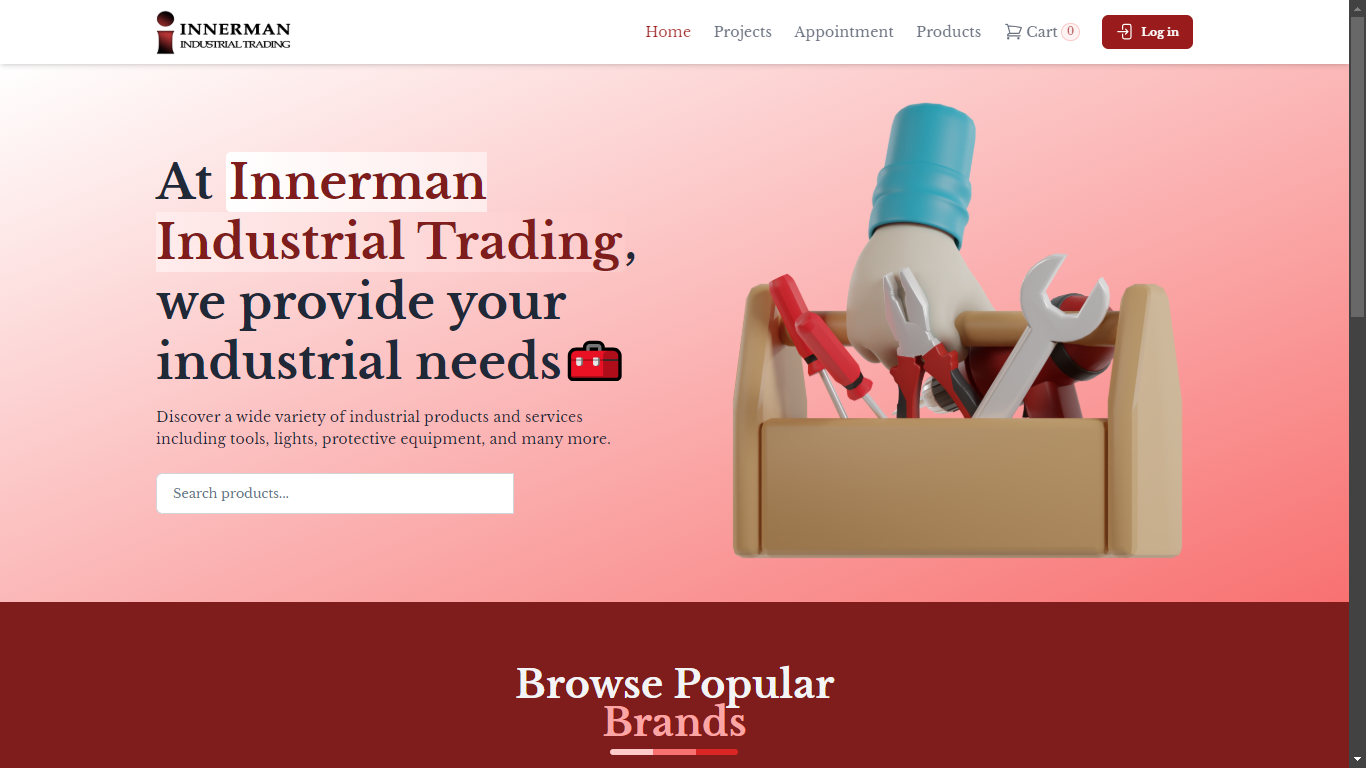 INNERMAN
INDUSTRIAL TRADING
Home Projects Appointment Products Cart 0 Log in
At Innerman
Industrial Trading,
we provide your
industrial needs
Discover a wide variety of industrial products and services
including tools, lights, protective equipment, and many more.
Search products...
Browse Popular
Brands